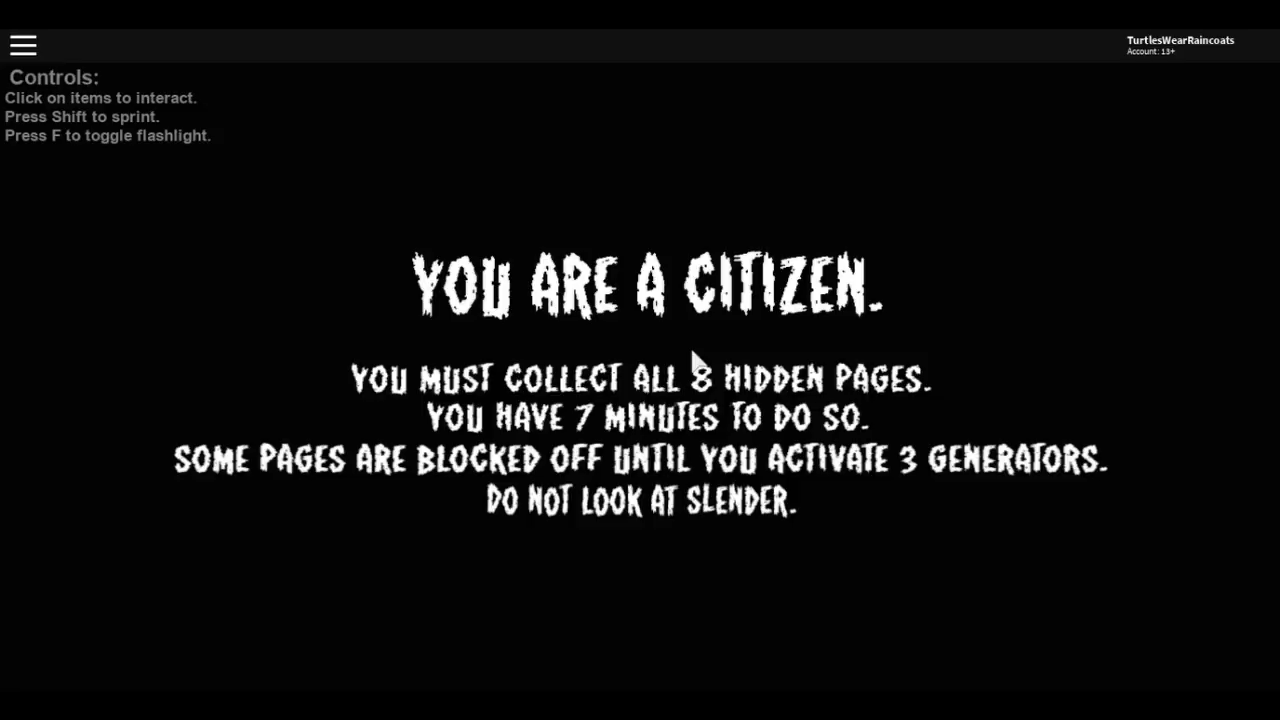 TurtlesWearRaincoats
Account: 13+
Controls:
Click on items to interact.
Press Shift to sprint.
Press F to toggle flashlight.
YOU ARE A CITIZEN.
YOU MUST COLLECT ALL 8 HIDDEN PAGES.
YOU HAVE 7 MINUTES TO DO SO.
SOME PAGES ARE BLOCKED OFF UNTIL YOU ACTIVATE 3 GENERATORS.
DO NOT LOOK AT SLENDER.